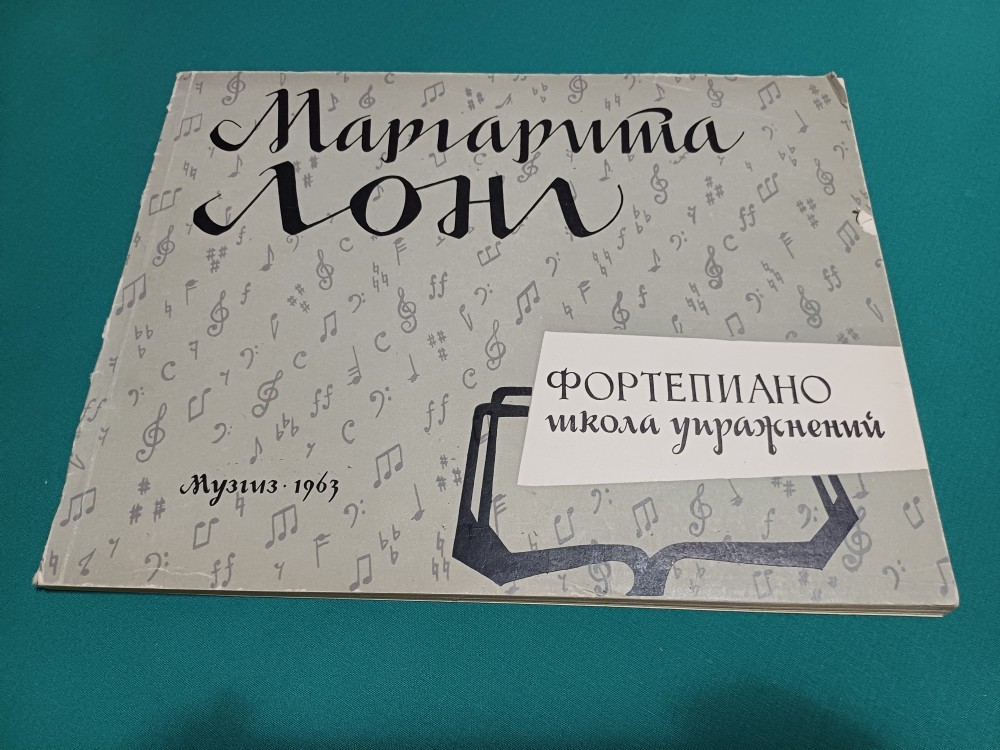 Маргарита
Лонг
ФОРТЕПИАНО
школа упражнений
Музгиз · 1963